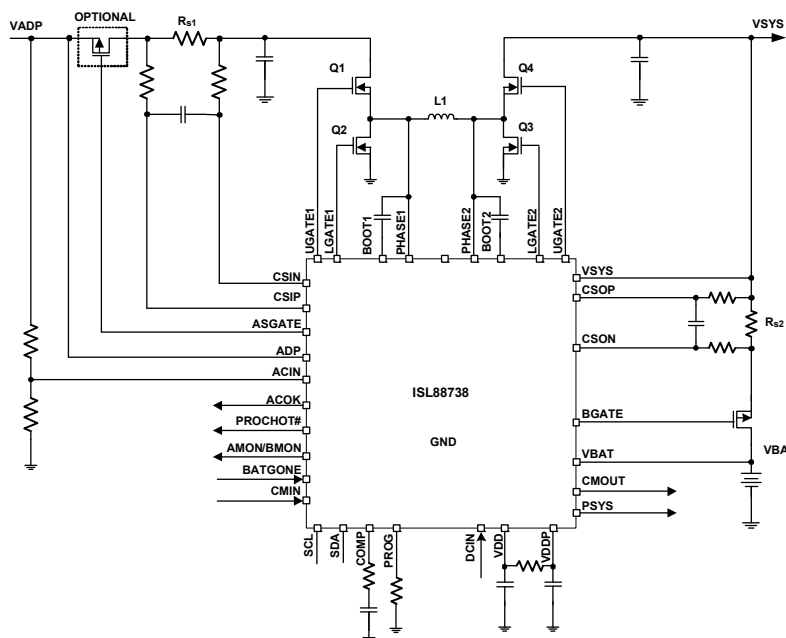 OPTIONAL
VADP
Rs1
VSYS
Q1
Q4
L1
Q2
Q3
UGATE1
LGATE1
BOOT1
PHASE1
PHASE2
BOOT2
LGATE2
UGATE2
CSIN
CSIP
ASGATE
ADP
ACIN
ACOK
PROCHOT#
AMON/BMON
BATGONE
CMIN
VSYS
CSOP
Rs2
CSON
ISL88738
GND
BGATE
VBAT
VBA
CMOUT
PSYS
SCL
SDA
COMP
PROG
DCIN
VDD
VDDP